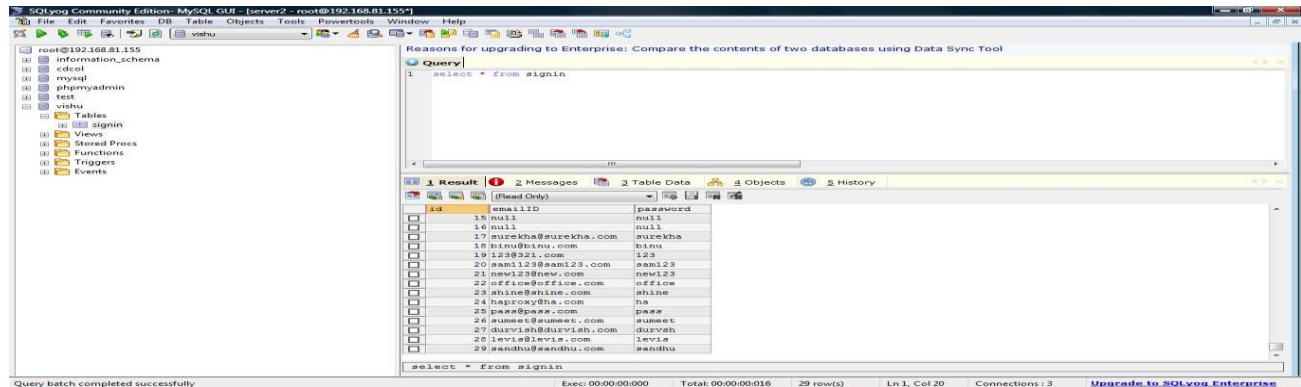 SQLyog Community Edition- MySQL GUI - [server2 - root@192.168.81.155*]
File Edit Favorites DB Table Objects Tools Powertools Window Help
vishu
root@192.168.81.155
information_schema
cdcol
mysql
phpmyadmin
test
vishu
Tables
signin
Views
Stored Procs
Functions
Triggers
Events
Reasons for upgrading to Enterprise: Compare the contents of two databases using Data Sync Tool
Query
1 select * from signin
1 Result 2 Messages 3 Table Data 4 Objects 5 History
(Read Only)
id emailID password
15 null null
16 null null
17 surekha@surekha.com surekha
18 binu@binu.com binu
19 123@321.com 123
20 sam1123@sam123.com sam123
21 new123@new.com new123
22 office@office.com office
23 shine@shine.com shine
24 haproxy@ha.com ha
25 pass@pass.com pass
26 sumeet@sumeet.com sumeet
27 durvish@durvish.com durvsh
28 levis@levis.com levis
29 sandhu@sandhu.com sandhu
select * from signin
Query batch completed successfully Exec: 00:00:00:000 Total: 00:00:00:016 29 row(s) Ln 1, Col 20 Connections : 3 Upgrade to SQLyog Enterprise